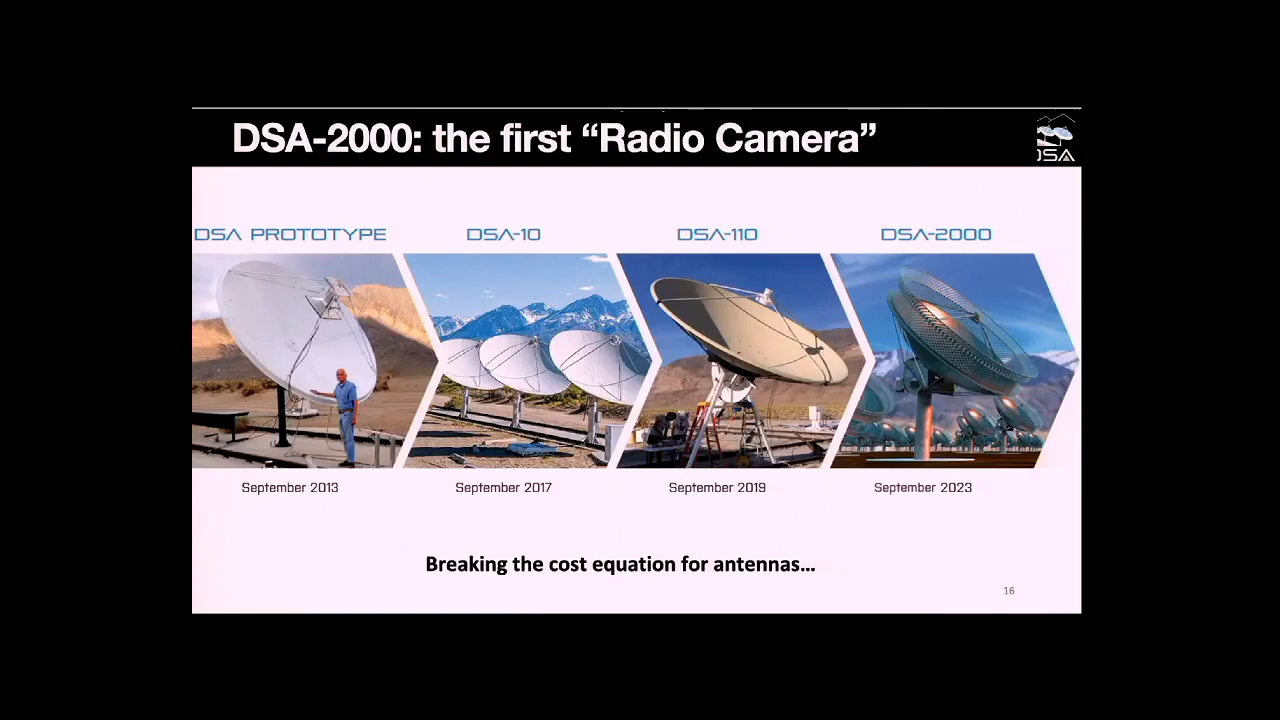 DSA-2000: the first “Radio Camera”
DSA
DSA PROTOTYPE
DSA-10
DSA-110
DSA-2000
September 2013
September 2017
September 2019
September 2023
Breaking the cost equation for antennas...
16